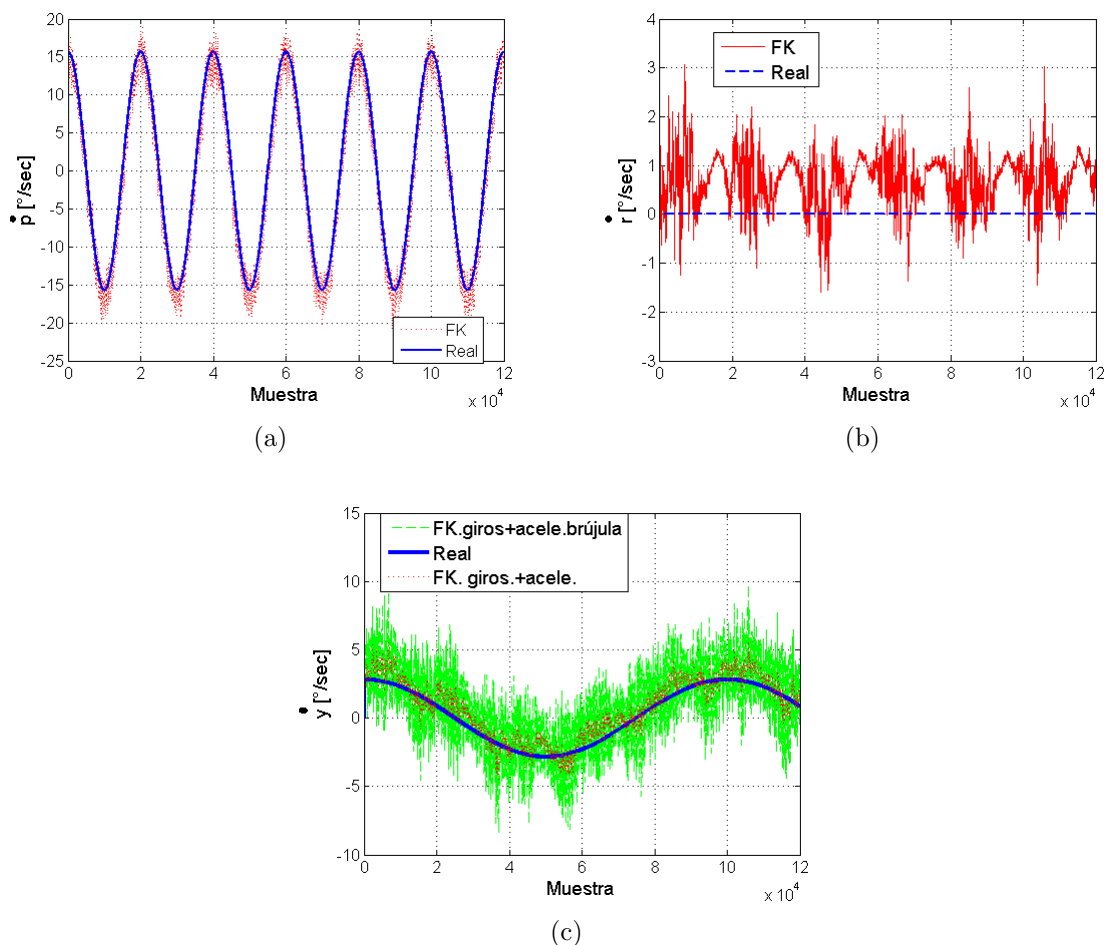 20
15
10
5
0
-5
-10
-15
-20
-25
ṗ [°/sec]
FK
Real
0 2 4 6 8 10 12
Muestra
x 10^4
(a)
4
3
2
1
0
-1
-2
-3
ṙ [°/sec]
FK
Real
0 2 4 6 8 10 12
Muestra
x 10^4
(b)
15
10
5
0
-5
-10
ẏ [°/sec]
FK.giros+acele.brújula
Real
FK. giros.+acele.
0 2 4 6 8 10 12
Muestra
x 10^4
(c)